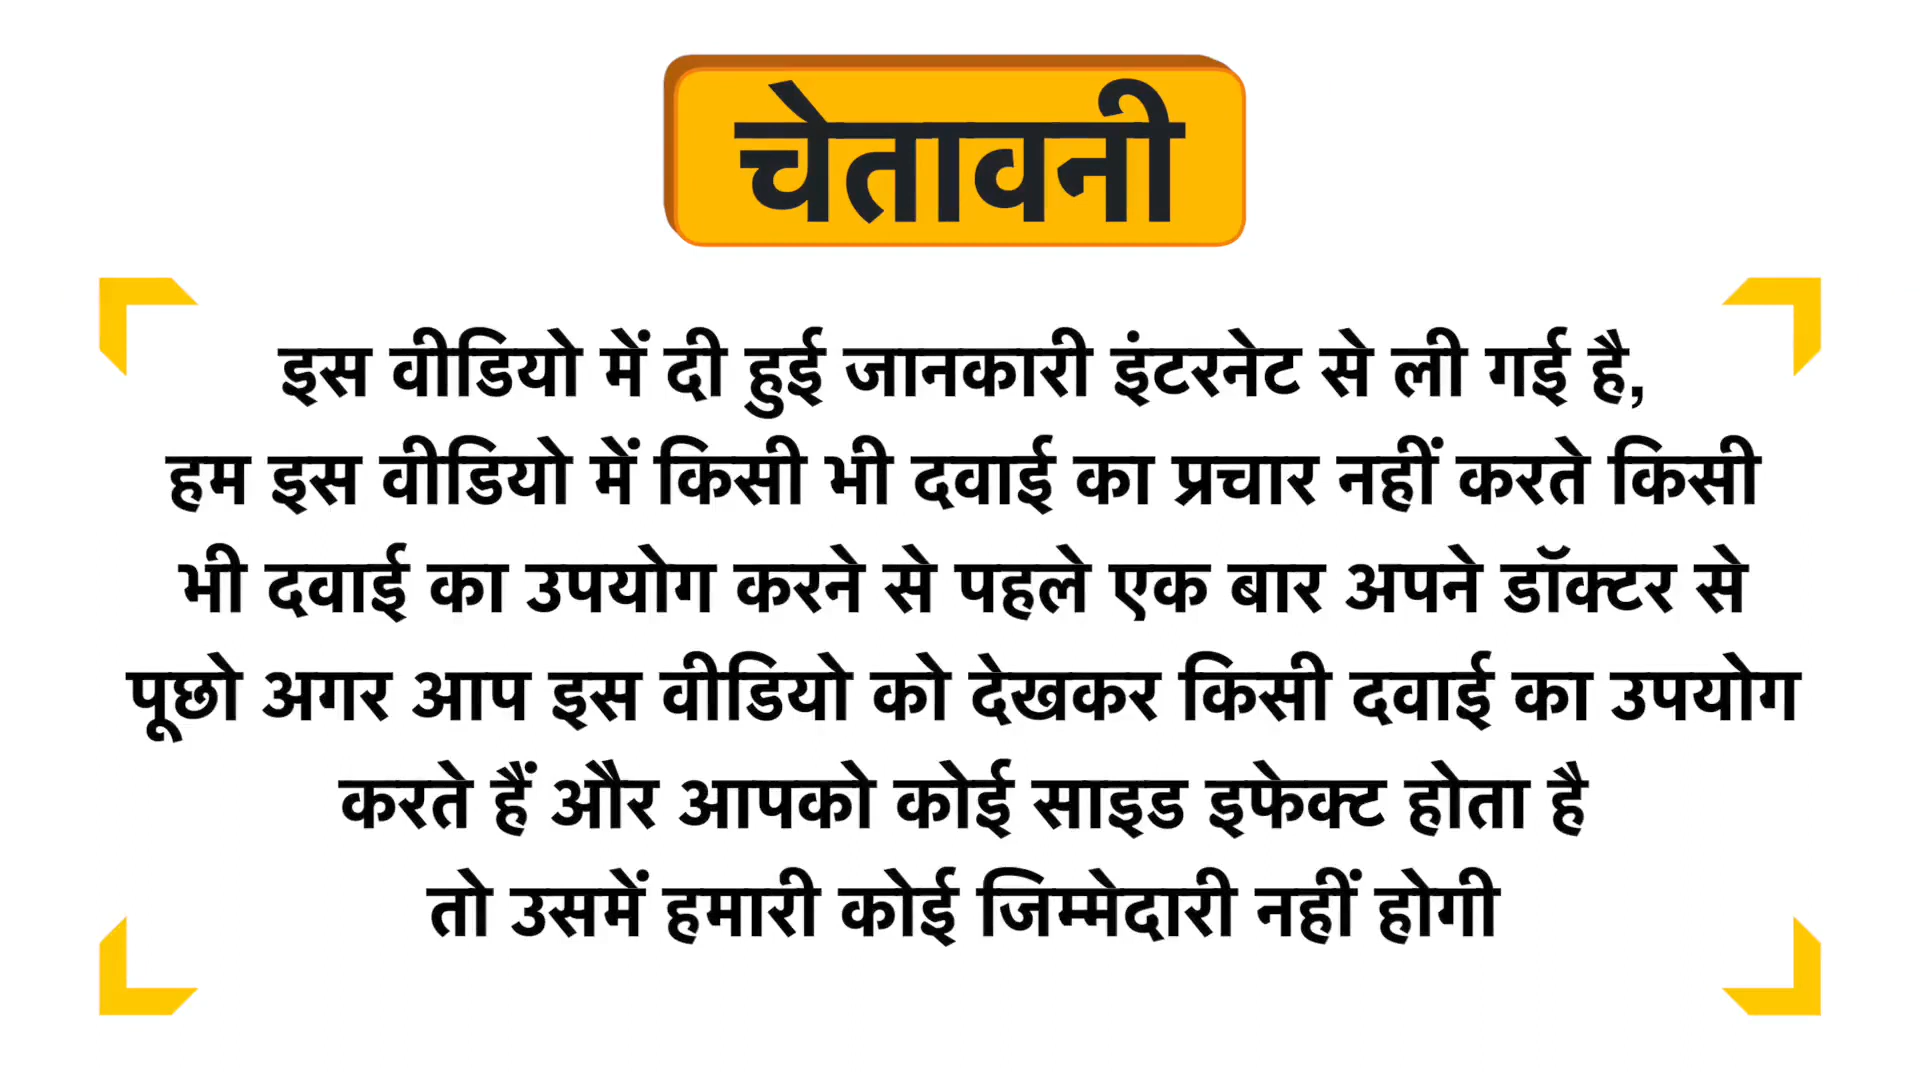 चेतावनी
इस वीडियो में दी हुई जानकारी इंटरनेट से ली गई है,
हम इस वीडियो में किसी भी दवाई का प्रचार नहीं करते किसी
भी दवाई का उपयोग करने से पहले एक बार अपने डॉक्टर से
पूछो अगर आप इस वीडियो को देखकर किसी दवाई का उपयोग
करते हैं और आपको कोई साइड इफेक्ट होता है
तो उसमें हमारी कोई जिम्मेदारी नहीं होगी